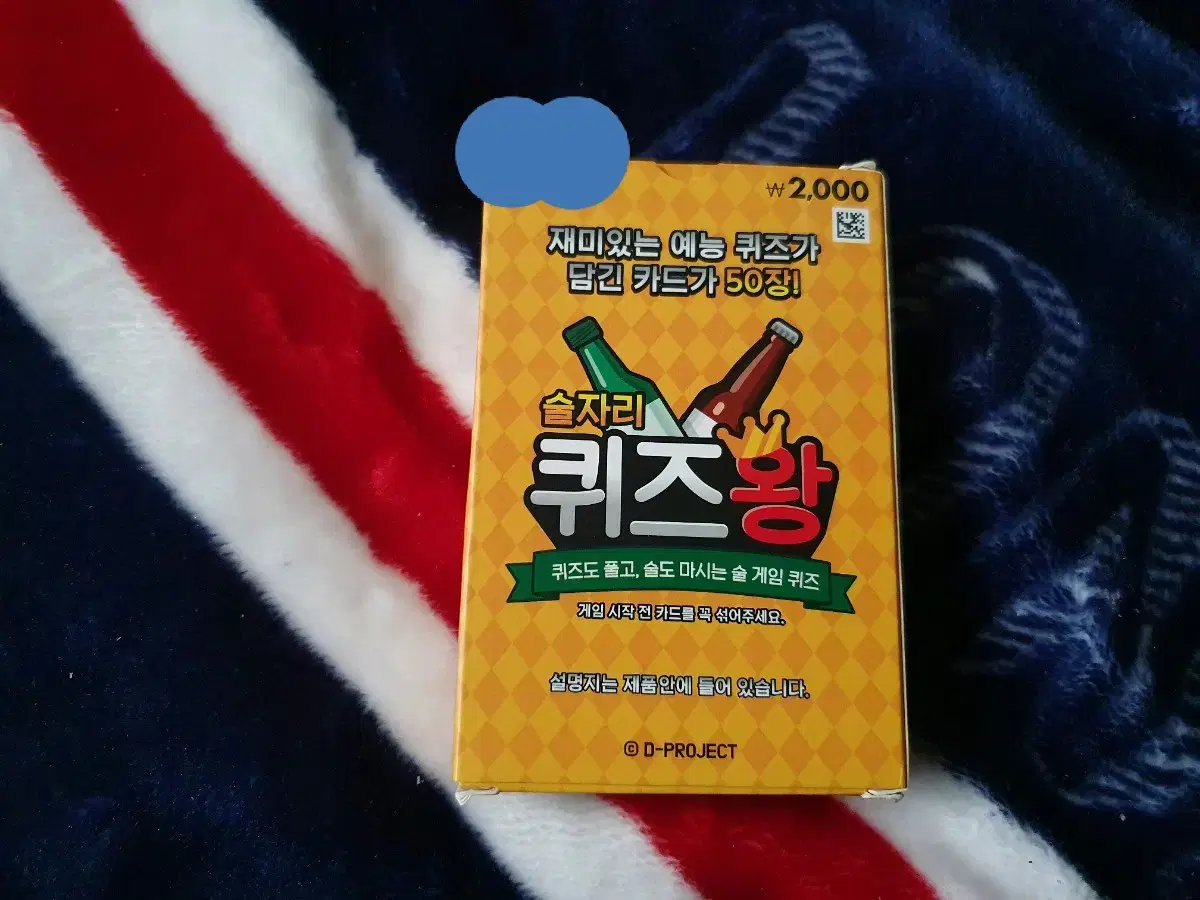 ₩2,000
재미있는 예능 퀴즈가
담긴 카드가 50장!
술자리
퀴즈왕
퀴즈도 풀고, 술도 마시는 술 게임 퀴즈
게임 시작 전 카드를 꼭 섞어주세요.
설명지는 제품안에 들어 있습니다.
© D-PROJECT